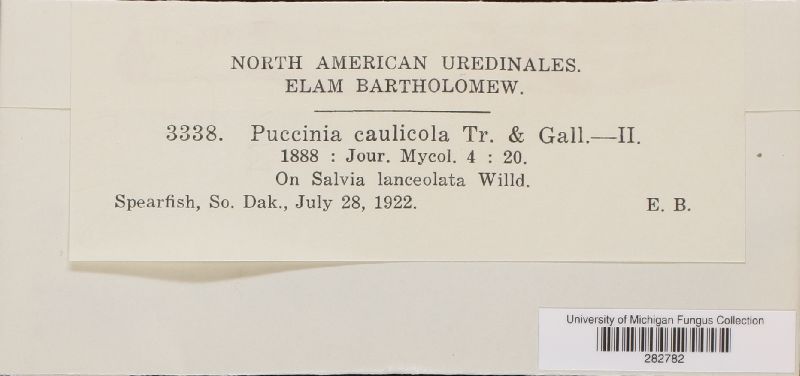 NORTH AMERICAN UREDINALES.
ELAM BARTHOLOMEW.
3338. Puccinia caulicola Tr. & Gall.—II.
1888 : Jour. Mycol. 4 : 20.
On Salvia lanceolata Willd.
Spearfish, So. Dak., July 28, 1922. E. B.
University of Michigan Fungus Collection
282782